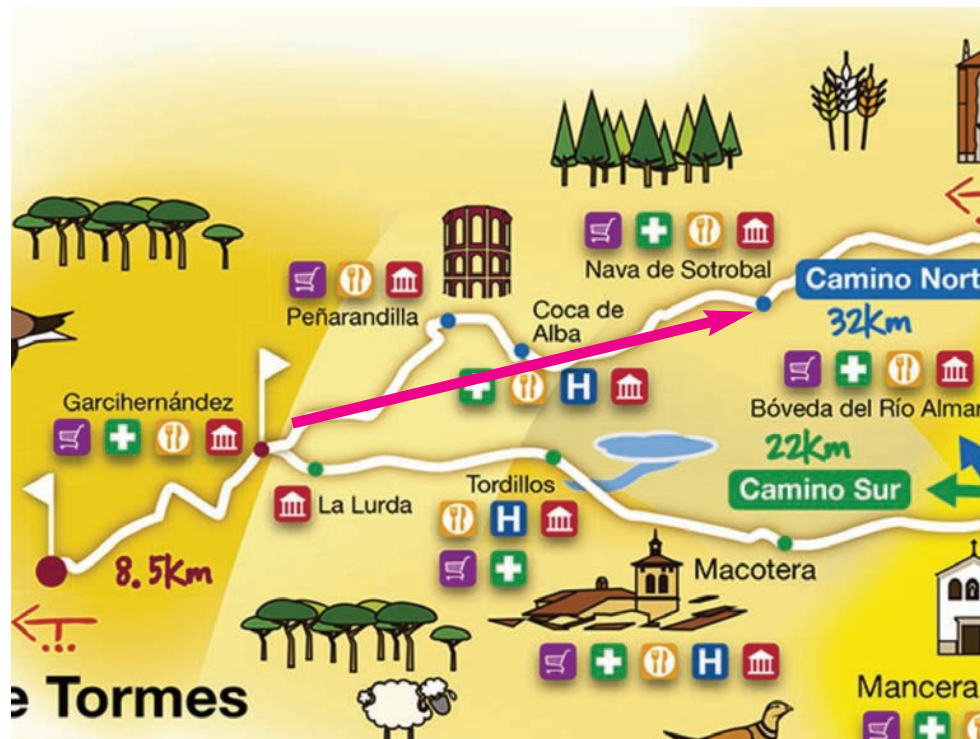 Nava de Sotrobal
Camino Nort
32Km
Peñarandilla
Coca de
Alba
H
Garcihernández
Bóveda del Río Almar
22Km
Camino Sur
La Lurda
Tordillos
H
8.5Km
Macotera
H
e Tormes
Mancera